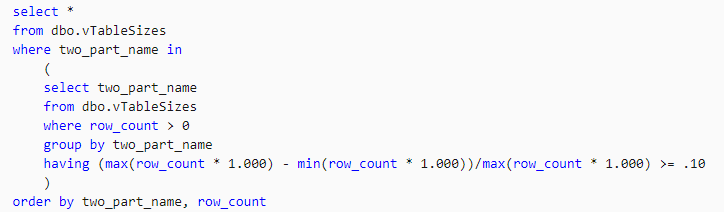 select *
from dbo.vTableSizes
where two_part_name in
    (
    select two_part_name
    from dbo.vTableSizes
    where row_count > 0
    group by two_part_name
    having (max(row_count * 1.000) - min(row_count * 1.000))/max(row_count * 1.000) >= .10
    )
order by two_part_name, row_count